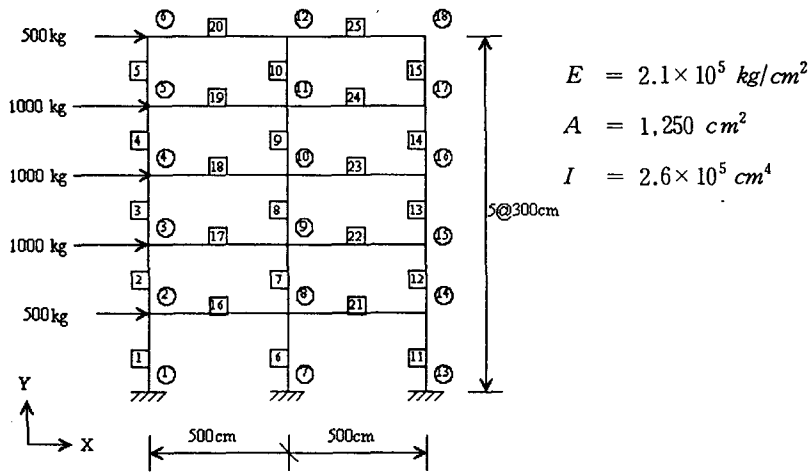 6 20 12 25 18
500kg
5 10 15
E = 2.1×10⁵ kg/cm²
5 11 17
1000 kg
19 24
A = 1,250 cm²
4 9 14
4 10 16
1000 kg
18 23
I = 2.6×10⁵ cm⁴
3 8 13
5@300cm
3 9 15
1000 kg
17 22
2 7 12
2 8 14
500kg
16 21
1 6 11
1 7 13
Y
X
500cm 500cm